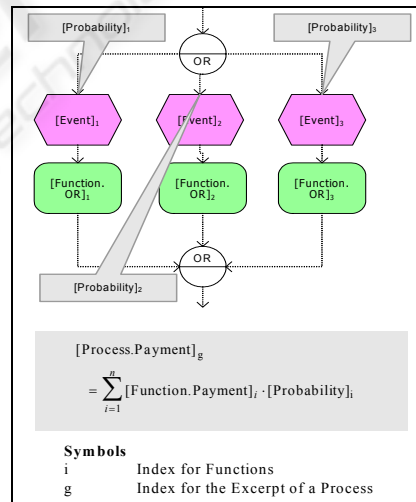 [Probability]1
[Probability]3
OR
[Event]1
[Event]2
[Event]3
[Function.
OR]1
[Function.
OR]2
[Function.
OR]3
OR
[Probability]2
[Process.Payment]g
= ∑ i=1 n [Function.Payment]i · [Probability]i
Symbols
i Index for Functions
g Index for the Excerpt of a Process